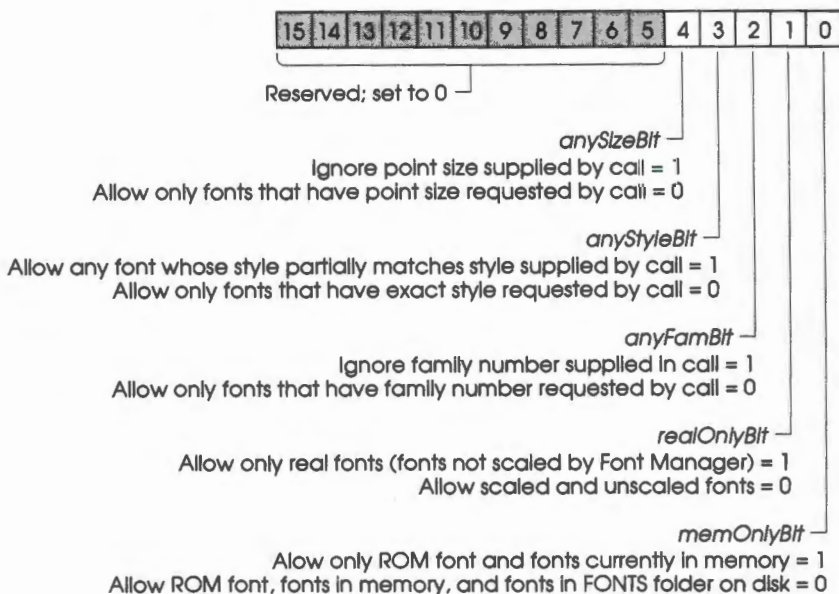 15 14 13 12 11 10 9 8 7 6 5 4 3 2 1 0
Reserved; set to 0
anySizeBit
Ignore point size supplied by call = 1
Allow only fonts that have point size requested by call = 0
anyStyleBit
Allow any font whose style partially matches style supplied by call = 1
Allow only fonts that have exact style requested by call = 0
anyFamBit
Ignore family number supplied in call = 1
Allow only fonts that have family number requested by call = 0
realOnlyBit
Allow only real fonts (fonts not scaled by Font Manager) = 1
Allow scaled and unscaled fonts = 0
memOnlyBit
Alow only ROM font and fonts currently in memory = 1
Allow ROM font, fonts in memory, and fonts in FONTS folder on disk = 0